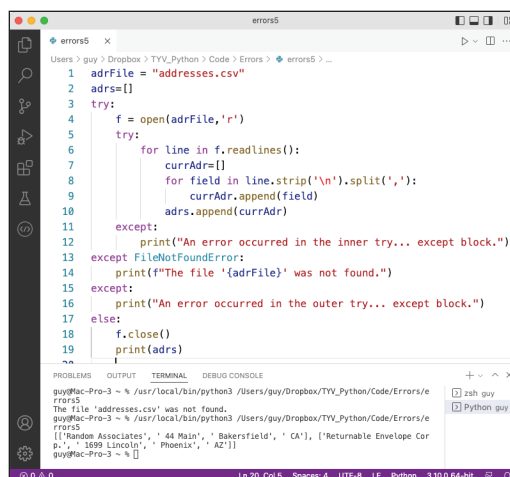 errors5
errors5 ×
Users > guy > Dropbox > TYV_Python > Code > Errors > errors5 > ...
1 adrFile = "addresses.csv"
2 adrs=[]
3 try:
4     f = open(adrFile,'r')
5     try:
6         for line in f.readlines():
7             currAdr=[]
8             for field in line.strip('\n').split(','):
9                 currAdr.append(field)
10             adrs.append(currAdr)
11     except:
12         print("An error occurred in the inner try... except block.")
13 except FileNotFoundError:
14     print(f"The file '{adrFile}' was not found.")
15 except:
16     print("An error occurred in the outer try... except block.")
17 else:
18     f.close()
19     print(adrs)
PROBLEMS OUTPUT TERMINAL DEBUG CONSOLE
guy@Mac-Pro-3 ~ % /usr/local/bin/python3 /Users/guy/Dropbox/TYV_Python/Code/Errors/e
rrors5
The file 'addresses.csv' was not found.
guy@Mac-Pro-3 ~ % /usr/local/bin/python3 /Users/guy/Dropbox/TYV_Python/Code/Errors/e
rrors5
[['Random Associates', ' 44 Main', ' Bakersfield', ' CA'], ['Returnable Envelope Cor
p.', ' 1699 Lincoln', ' Phoenix', ' AZ']]
guy@Mac-Pro-3 ~ %
zsh guy
Python guy
0 0 Ln 20, Col 5 Spaces: 4 UTF-8 LF Python 3.10.0 64-bit